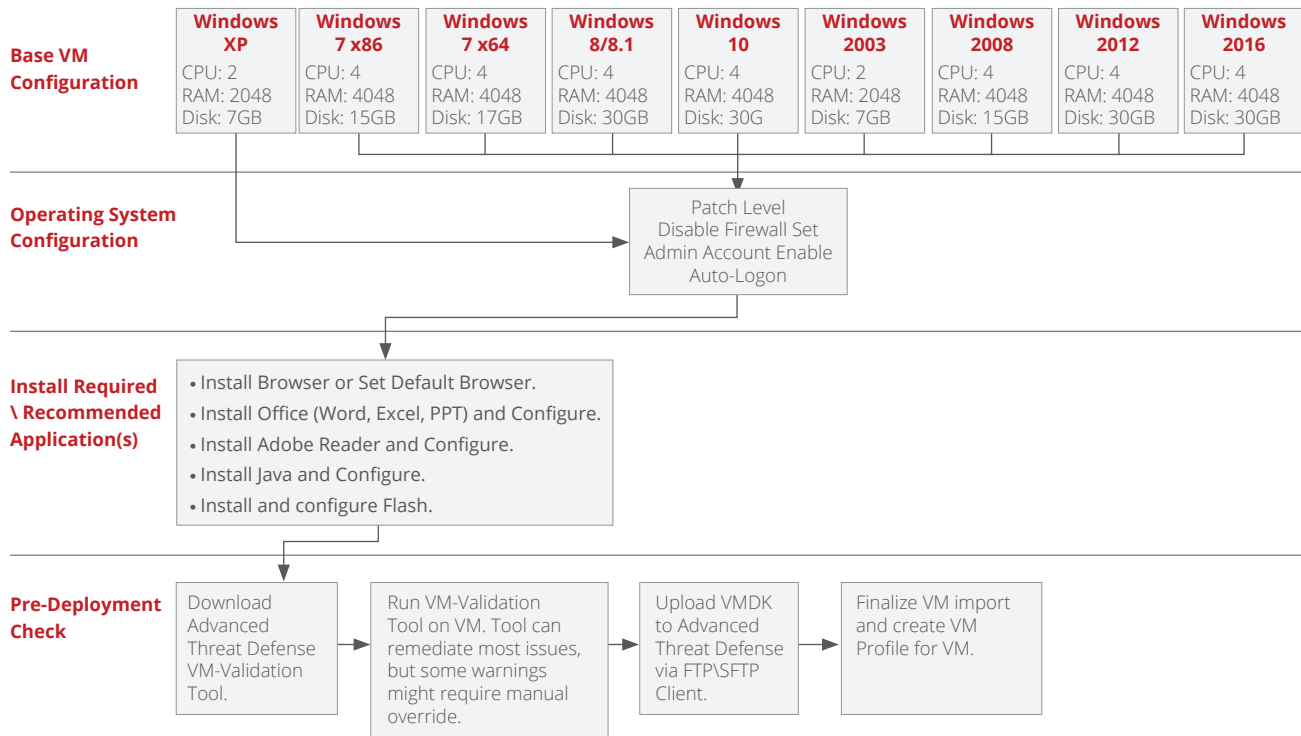 Base VM
Configuration
Windows
XP
CPU: 2
RAM: 2048
Disk: 7GB
Windows
7 x86
CPU: 4
RAM: 4048
Disk: 15GB
Windows
7 x64
CPU: 4
RAM: 4048
Disk: 17GB
Windows
8/8.1
CPU: 4
RAM: 4048
Disk: 30GB
Windows
10
CPU: 4
RAM: 4048
Disk: 30G
Windows
2003
CPU: 2
RAM: 2048
Disk: 7GB
Windows
2008
CPU: 4
RAM: 4048
Disk: 15GB
Windows
2012
CPU: 4
RAM: 4048
Disk: 30GB
Windows
2016
CPU: 4
RAM: 4048
Disk: 30GB
Operating System
Configuration
Patch Level
Disable Firewall Set
Admin Account Enable
Auto-Logon
Install Required
\ Recommended
Application(s)
• Install Browser or Set Default Browser.
• Install Office (Word, Excel, PPT) and Configure.
• Install Adobe Reader and Configure.
• Install Java and Configure.
• Install and configure Flash.
Pre-Deployment
Check
Download
Advanced
Threat Defense
VM-Validation
Tool.
Run VM-Validation
Tool on VM. Tool can
remediate most issues,
but some warnings
might require manual
override.
Upload VMDK
to Advanced
Threat Defense
via FTP\SFTP
Client.
Finalize VM import
and create VM
Profile for VM.